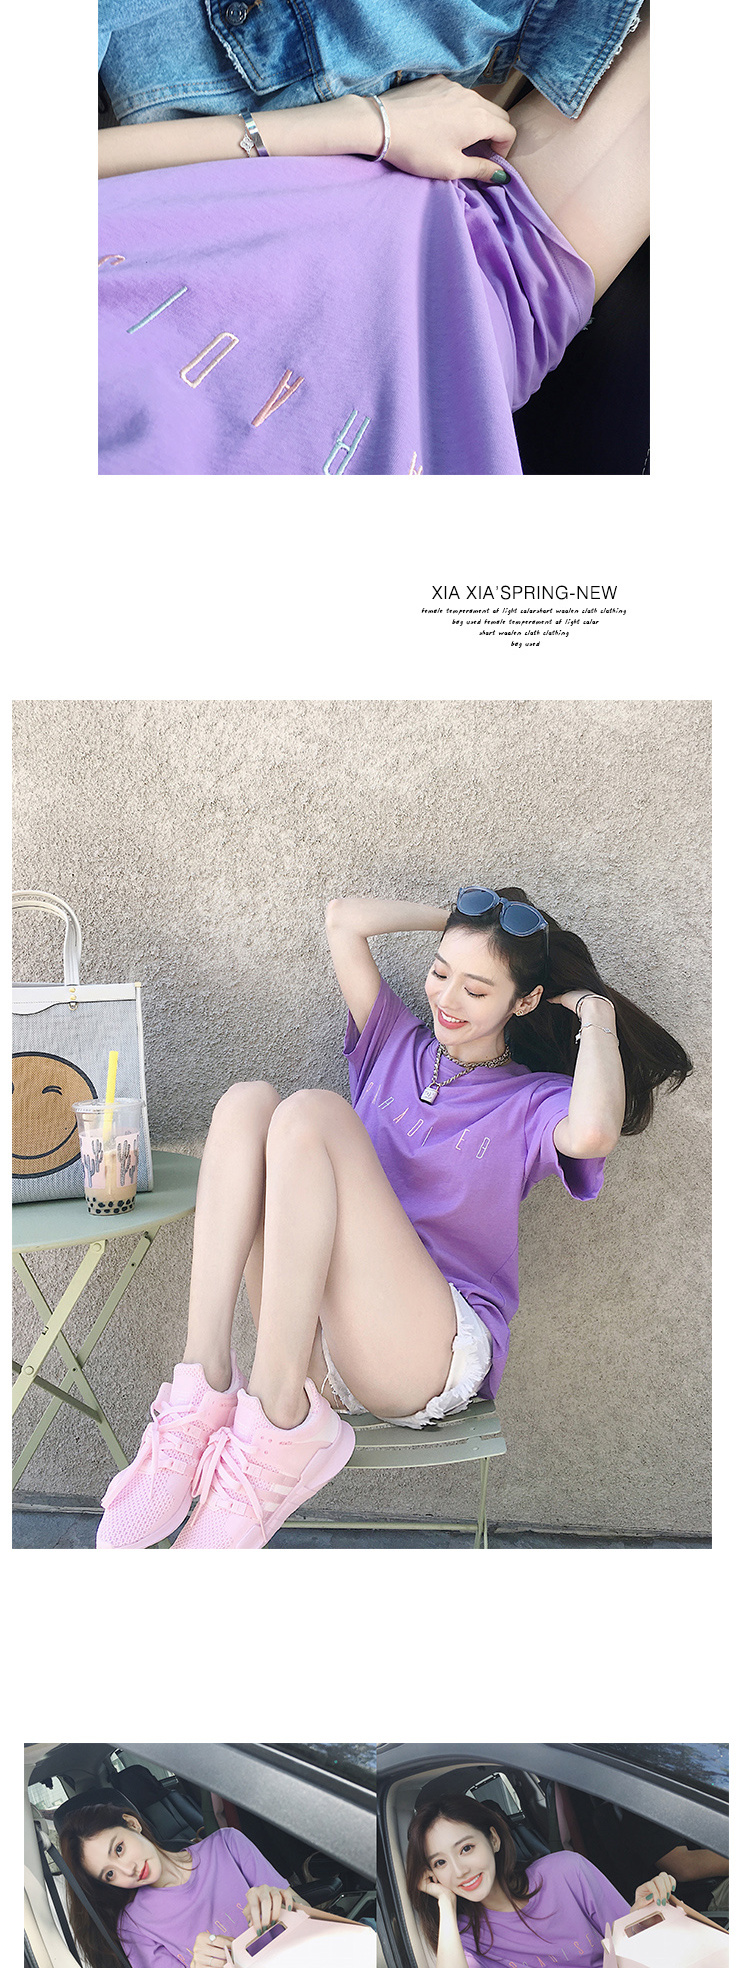 XIA XIA'SPRING-NEW
female temperament of light colorshort woolen cloth clothing
bag used female temperament of light color
short woolen cloth clothing
bag used